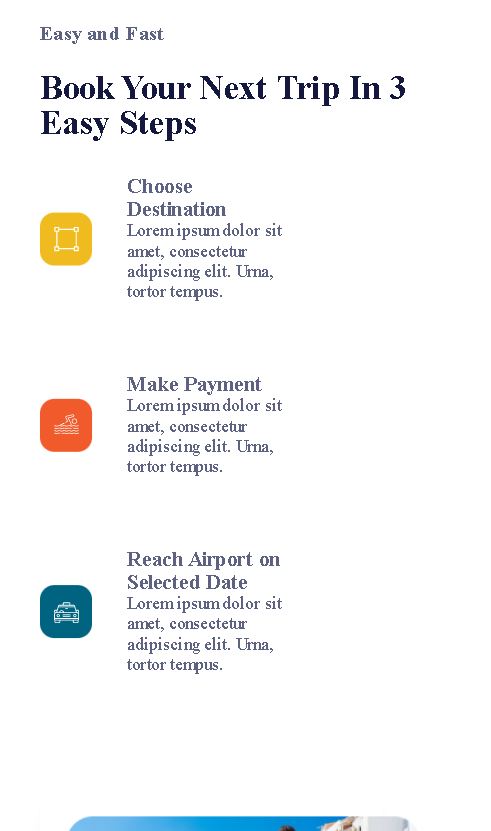 Easy and Fast
Book Your Next Trip In 3
Easy Steps
Choose
Destination
Lorem ipsum dolor sit
amet, consectetur
adipiscing elit. Urna,
tortor tempus.
Make Payment
Lorem ipsum dolor sit
amet, consectetur
adipiscing elit. Urna,
tortor tempus.
Reach Airport on
Selected Date
Lorem ipsum dolor sit
amet, consectetur
adipiscing elit. Urna,
tortor tempus.